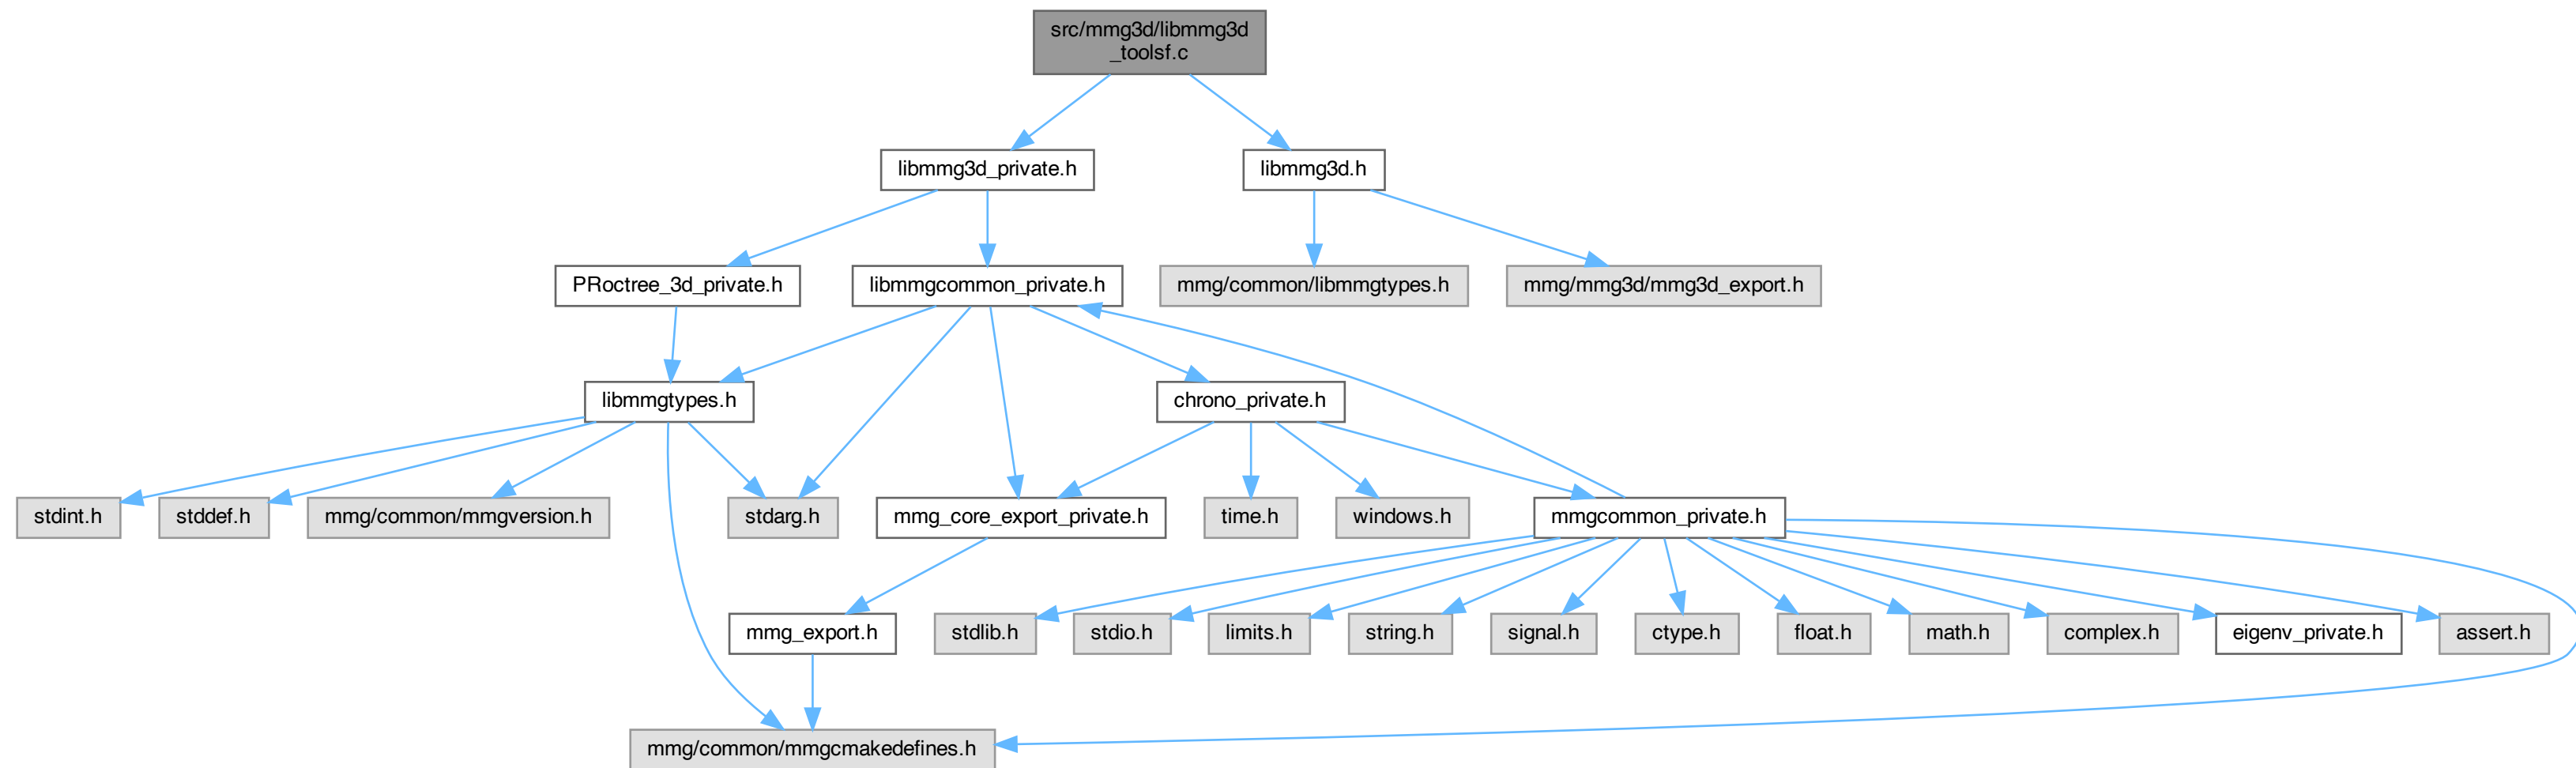 src/mmg3d/libmmg3d
_toolsf.c
libmmg3d_private.h
libmmg3d.h
PRoctree_3d_private.h
libmmgcommon_private.h
mmg/common/libmmgtypes.h
mmg/mmg3d/mmg3d_export.h
libmmgtypes.h
chrono_private.h
stdint.h
stddef.h
mmg/common/mmgversion.h
stdarg.h
mmg_core_export_private.h
time.h
windows.h
mmgcommon_private.h
mmg_export.h
stdlib.h
stdio.h
limits.h
string.h
signal.h
ctype.h
float.h
math.h
complex.h
eigenv_private.h
assert.h
mmg/common/mmgcmakedefines.h